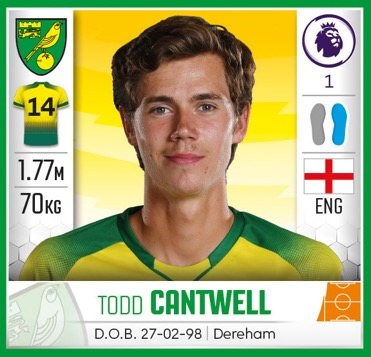 14
1
1.77M
70KG
ENG
TODD CANTWELL
D.O.B. 27-02-98 | Dereham